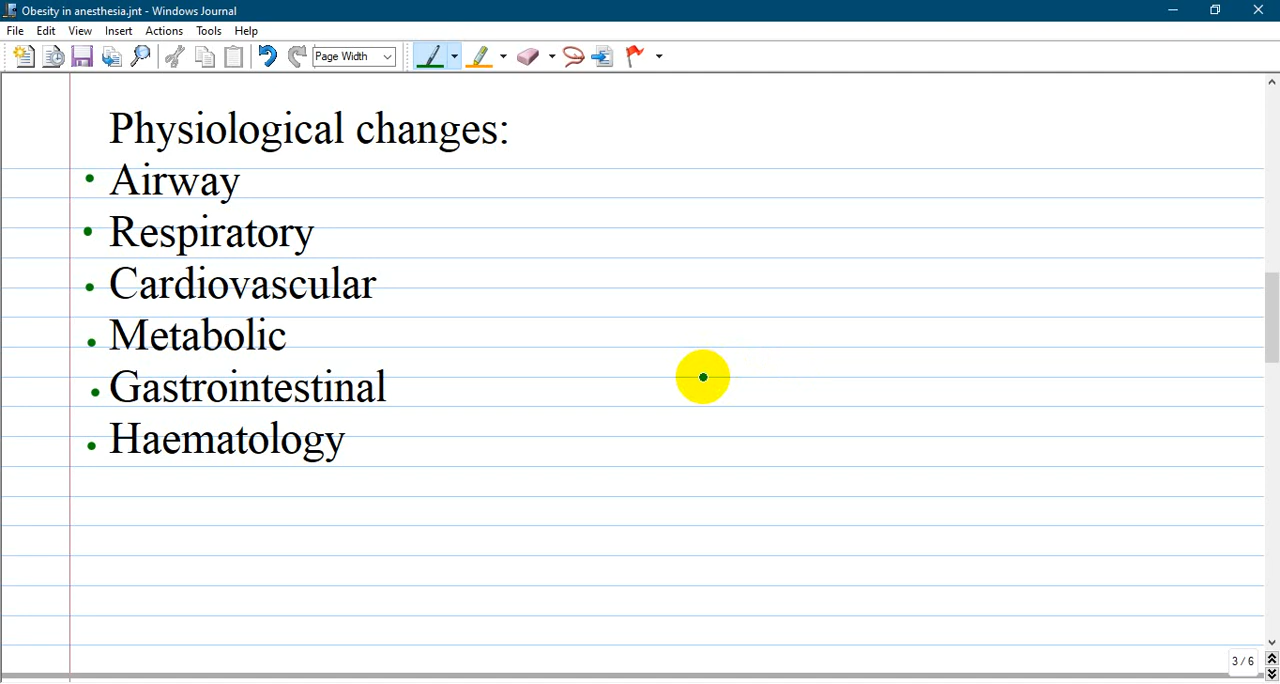 Obesity in anesthesia.jnt - Windows Journal
File Edit View Insert Actions Tools Help
Page Width
Physiological changes:
• Airway
• Respiratory
• Cardiovascular
• Metabolic
• Gastrointestinal
• Haematology
3 / 6